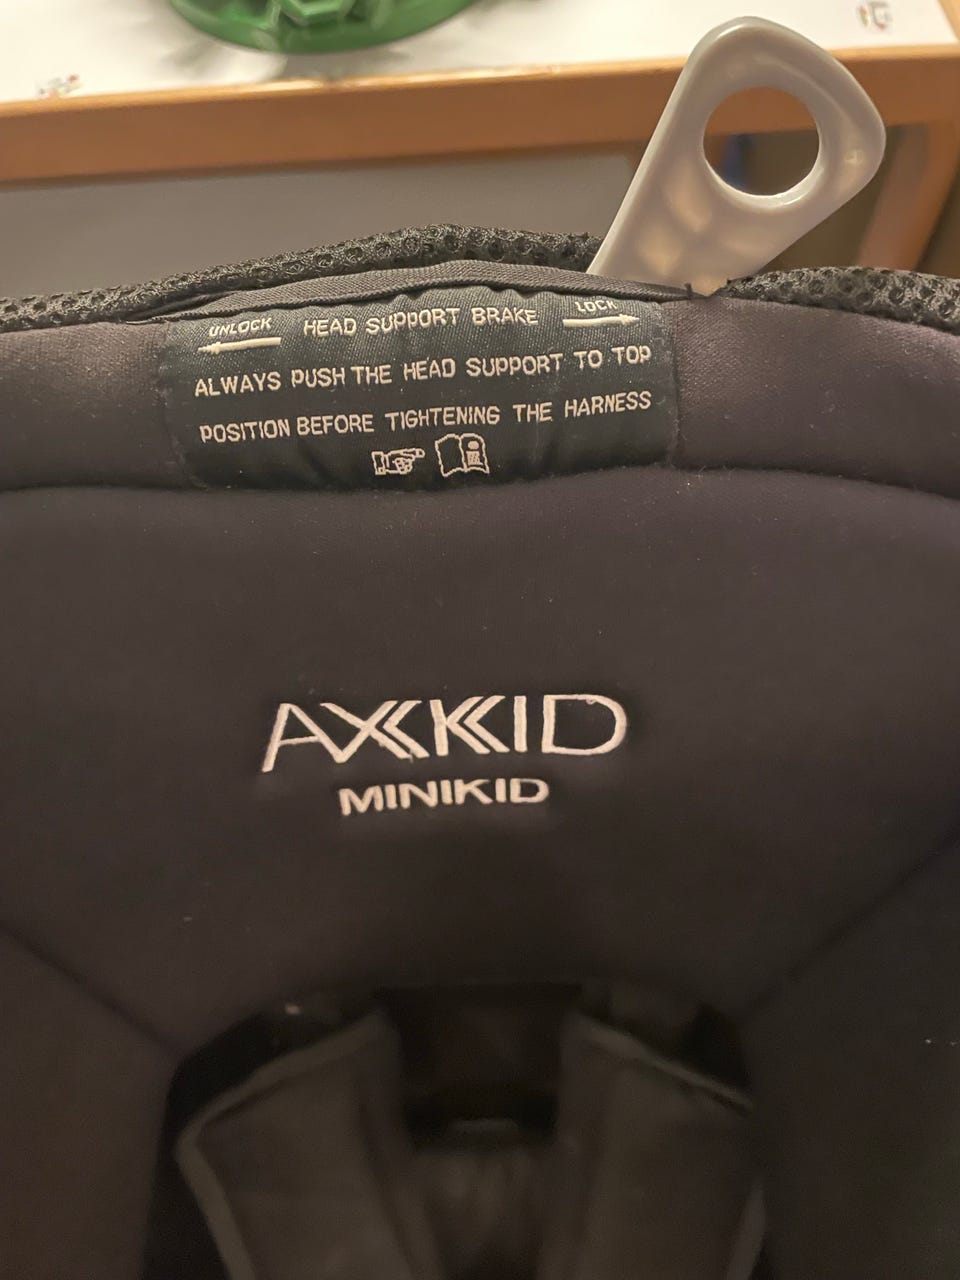 UNLOCK HEAD SUPPORT BRAKE LOCK
ALWAYS PUSH THE HEAD SUPPORT TO TOP
POSITION BEFORE TIGHTENING THE HARNESS
AXKID
MINIKID